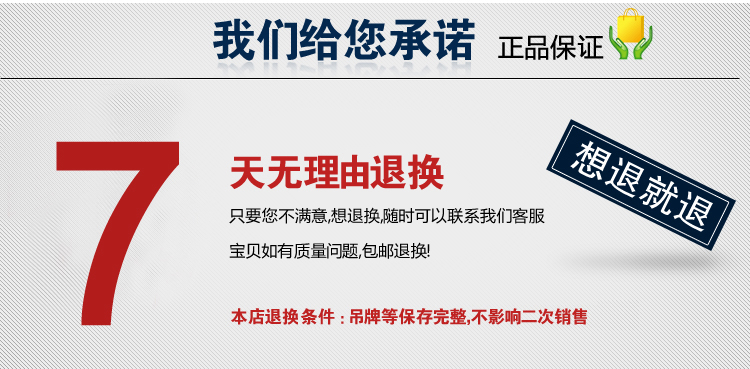 我们给您承诺 正品保证
7
天无理由退换
想退就退
只要您不满意,想退换,随时可以联系我们客服
宝贝如有质量问题,包邮退换!
本店退换条件：吊牌等保存完整,不影响二次销售